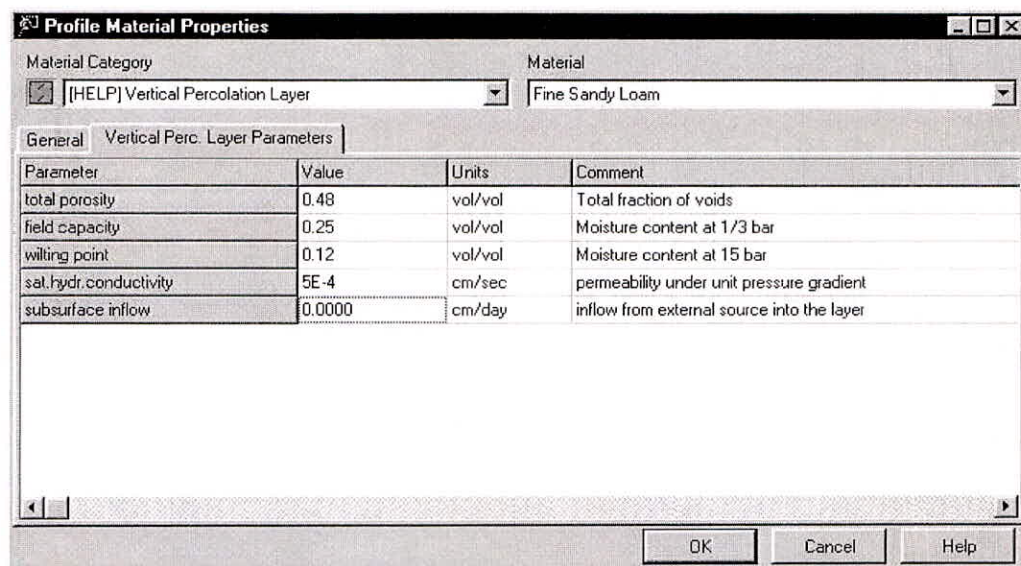 Profile Material Properties
Material Category Material
[HELP] Vertical Percolation Layer Fine Sandy Loam
General Vertical Perc. Layer Parameters
Parameter Value Units Comment
total porosity 0.48 vol/vol Total fraction of voids
field capacity 0.25 vol/vol Moisture content at 1/3 bar
wilting point 0.12 vol/vol Moisture content at 15 bar
sat.hydr.conductivity 5E-4 cm/sec permeability under unit pressure gradient
subsurface inflow 0.0000 cm/day inflow from external source into the layer
OK Cancel Help